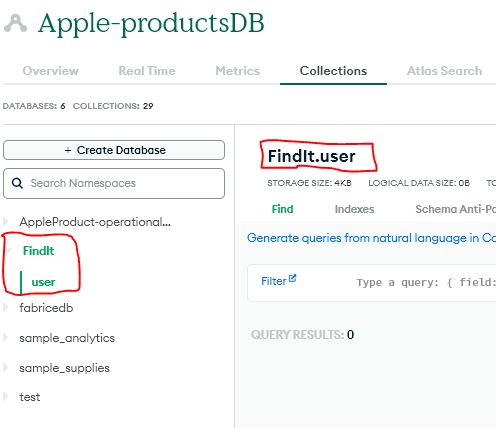 Apple-productsDB
Overview Real Time Metrics Collections Atlas Search
DATABASES: 6 COLLECTIONS: 29
+ Create Database
Search Namespaces
AppleProduct-operational...
FindIt
user
fabricedb
sample_analytics
sample_supplies
test
FindIt.user
STORAGE SIZE: 4KB LOGICAL DATA SIZE: 0B TO
Find Indexes Schema Anti-Pa
Generate queries from natural language in Co
Filter Type a query: { field:
QUERY RESULTS: 0